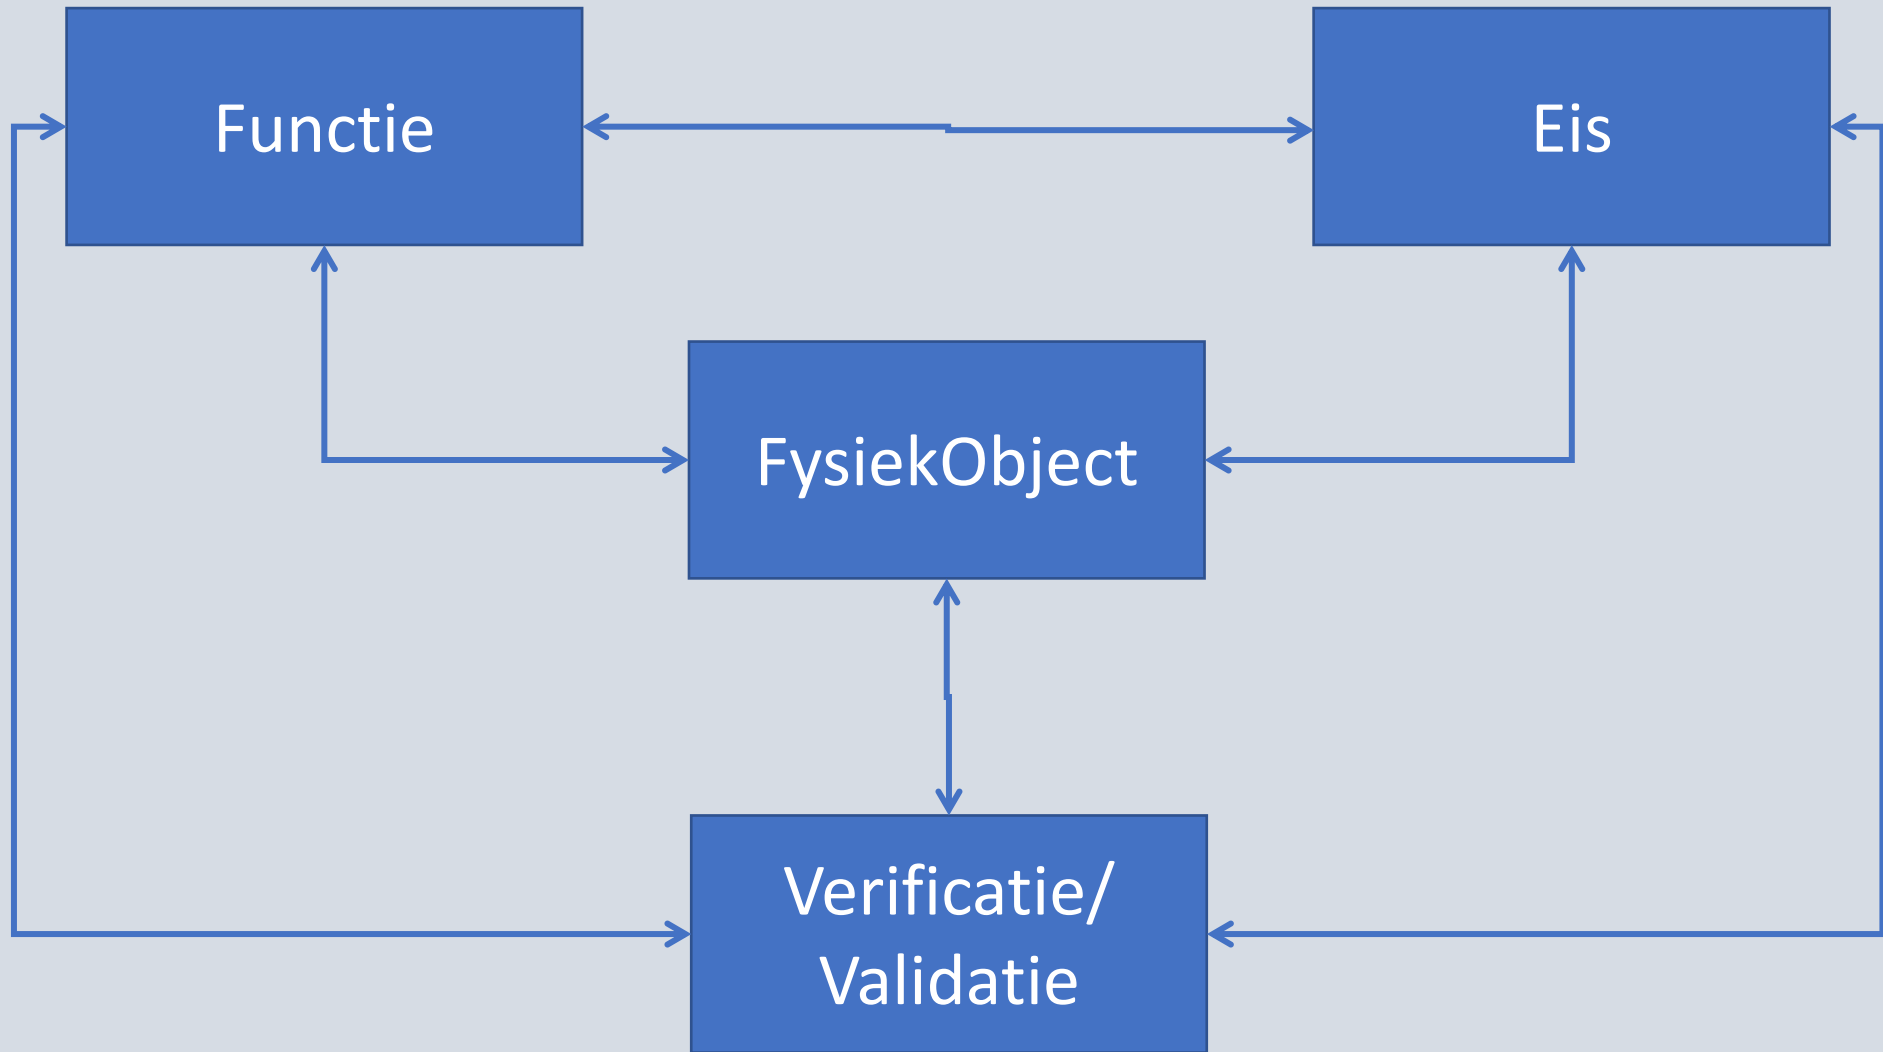 Functie
Eis
FysiekObject
Verificatie/
Validatie